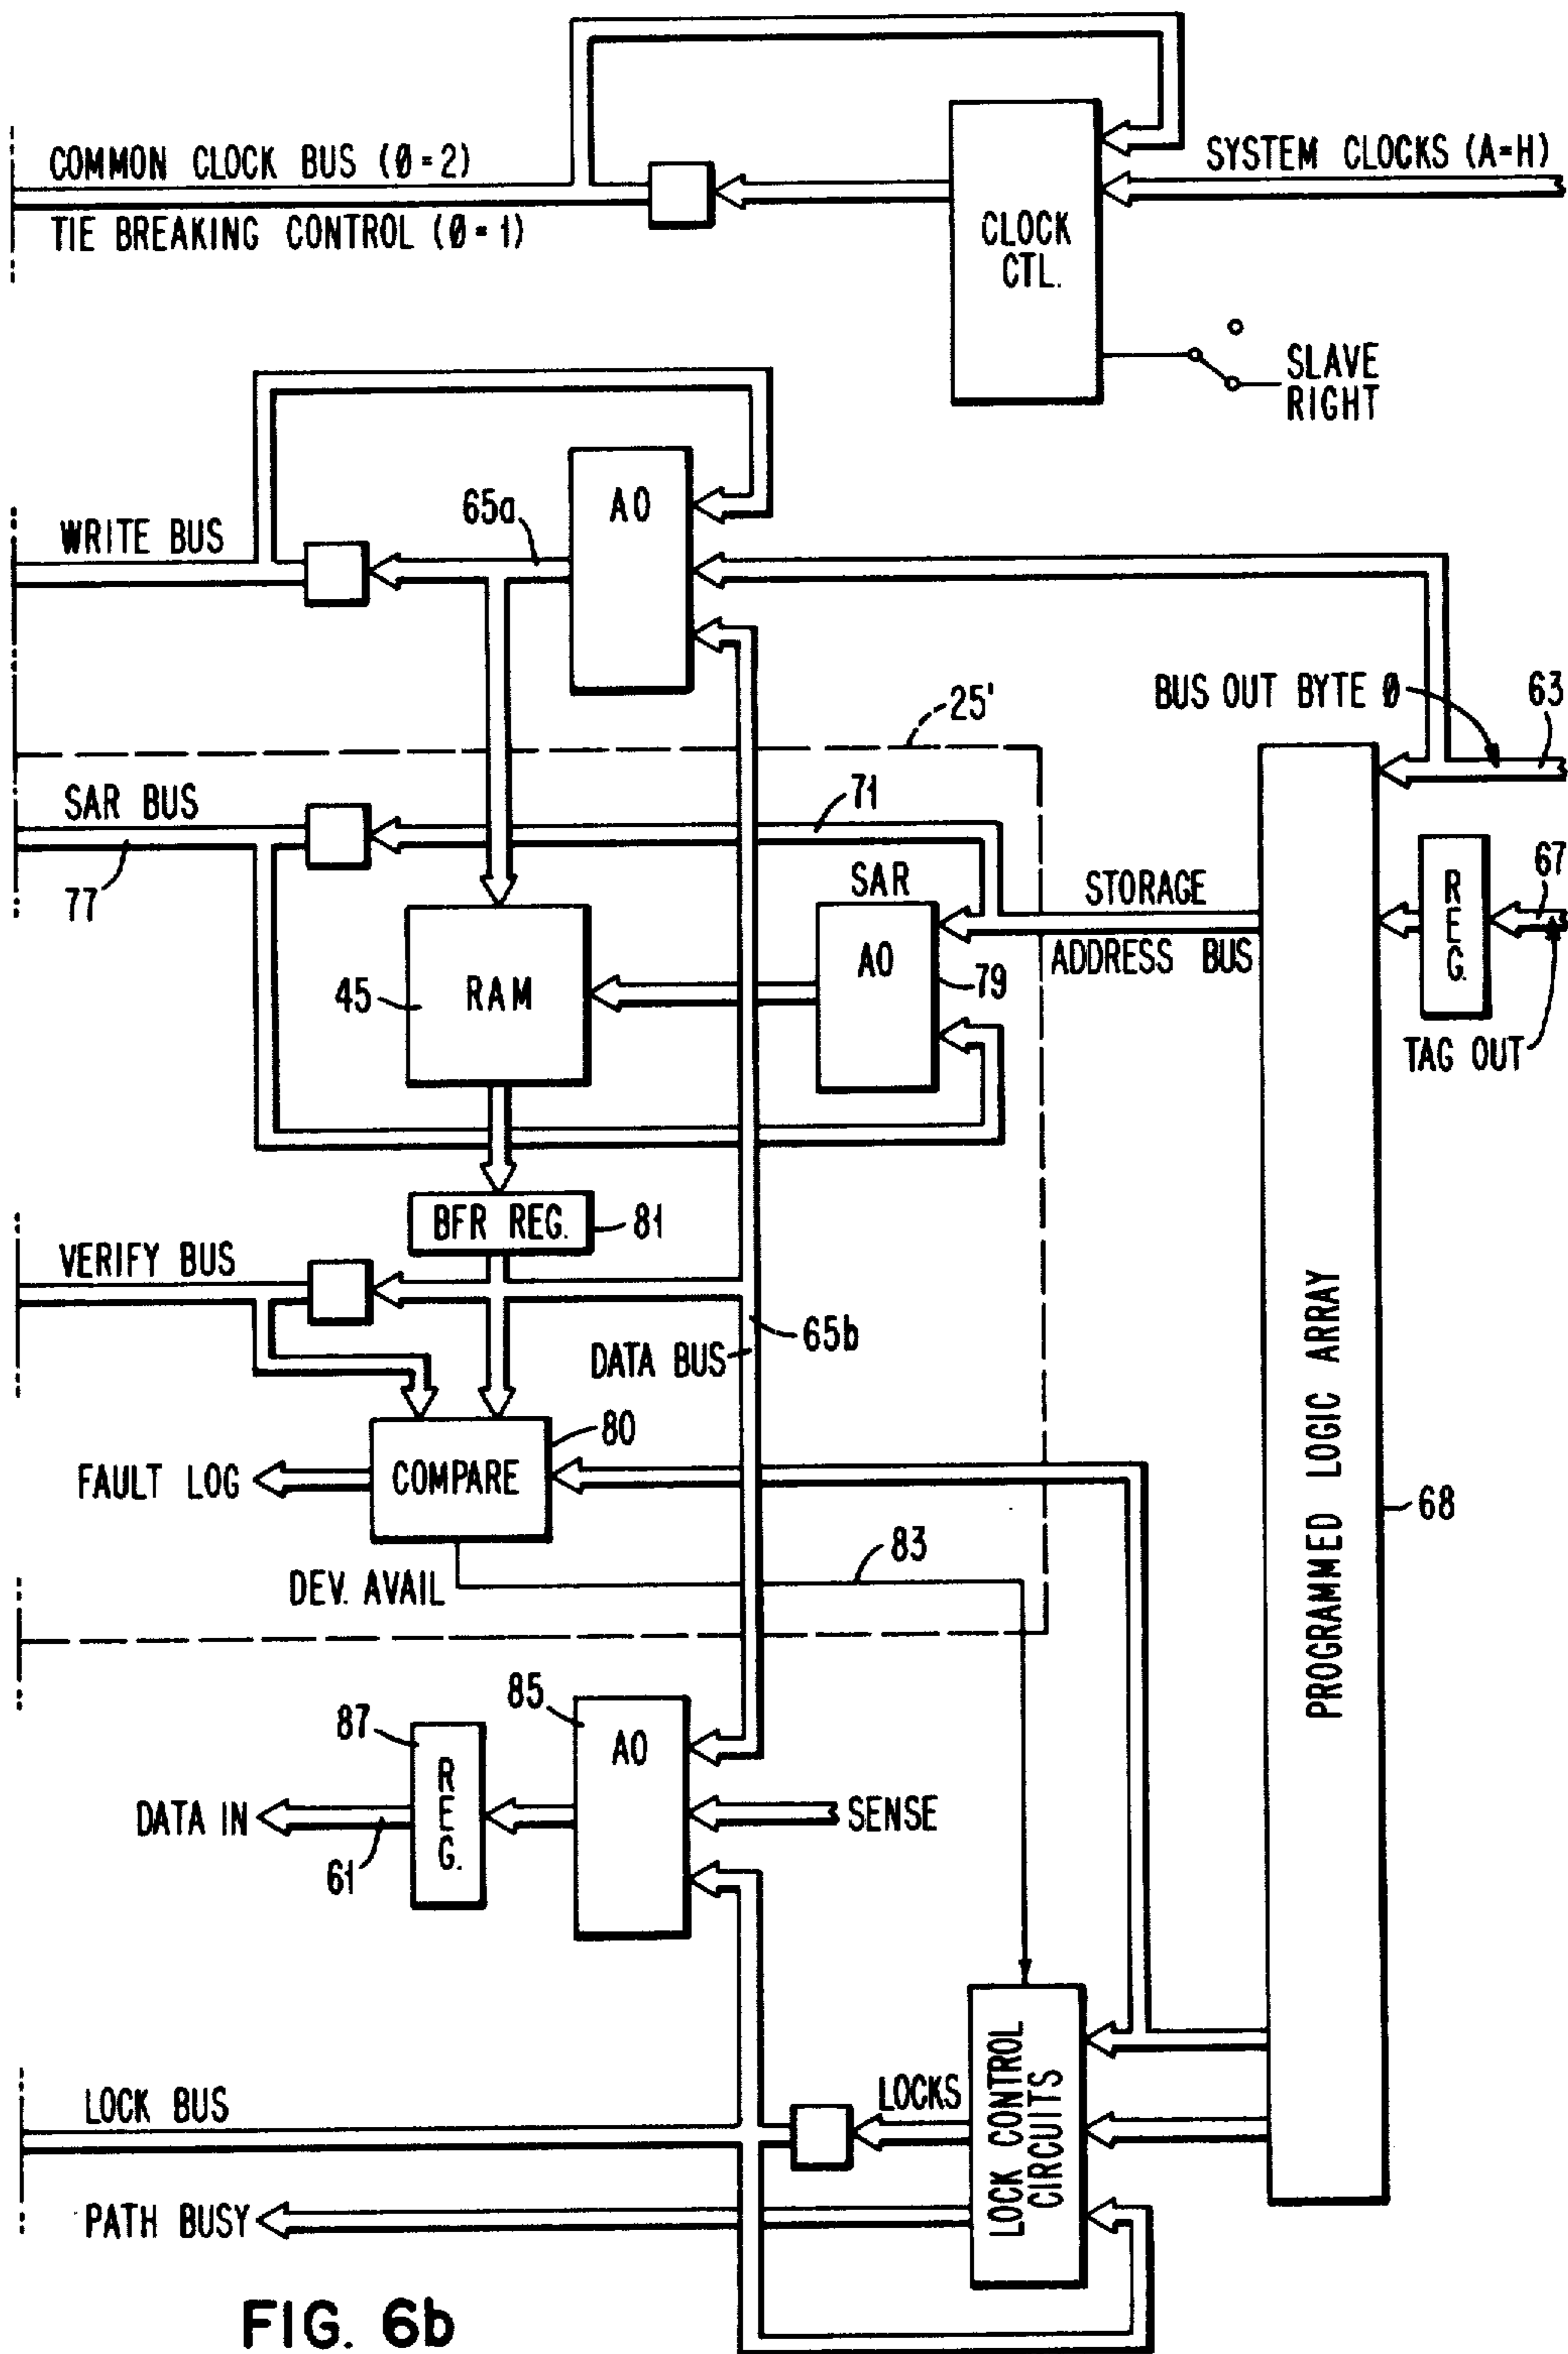 COMMON CLOCK BUS (Ø=2)
TIE BREAKING CONTROL (Ø=1)
SYSTEM CLOCKS (A=H)
CLOCK
CTL.
SLAVE
RIGHT
WRITE BUS
65a
AO
25'
BUS OUT BYTE Ø
63
SAR BUS
77
71
SAR
STORAGE
ADDRESS BUS
AO
79
REG.
67
TAG OUT
45
RAM
BFR REG.
81
VERIFY BUS
65b
DATA BUS
80
COMPARE
FAULT LOG
PROGRAMMED LOGIC ARRAY
68
83
DEV. AVAIL
85
87
AO
REG.
DATA IN
61
SENSE
LOCK BUS
LOCKS
LOCK CONTROL
CIRCUITS
PATH BUSY
FIG. 6b